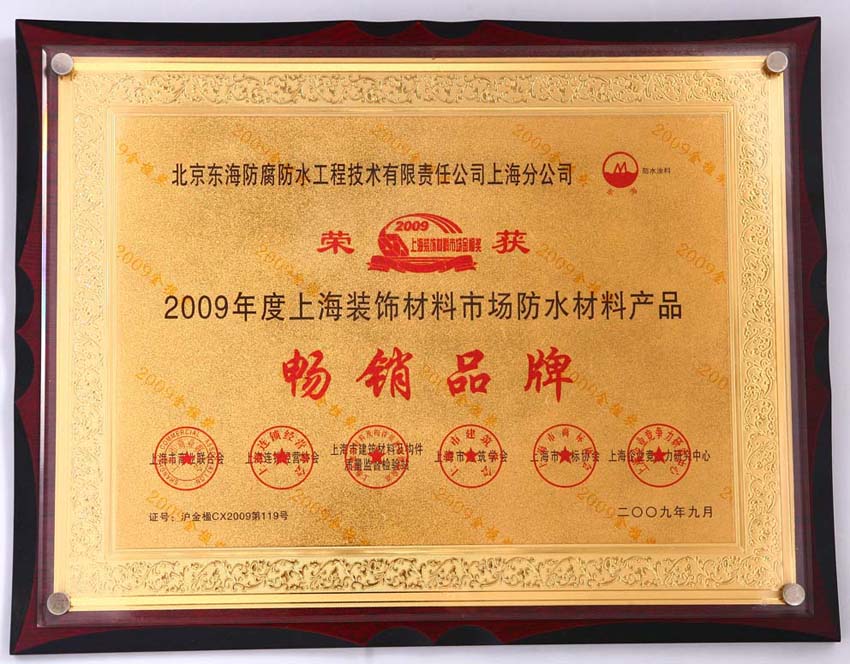 北京东海防腐防水工程技术有限责任公司上海分公司
防水涂料
荣
2009
上海装饰材料市场金楹奖
获
2009年度上海装饰材料市场防水材料产品
畅销品牌
上海市商业联合会 上海连锁经营协会 上海市建筑材料及构件质量监督检验站 上海市建筑学会 上海市商标协会 上海企业竞争力研究中心
证号：沪金楹CX2009第119号
二〇〇九年九月